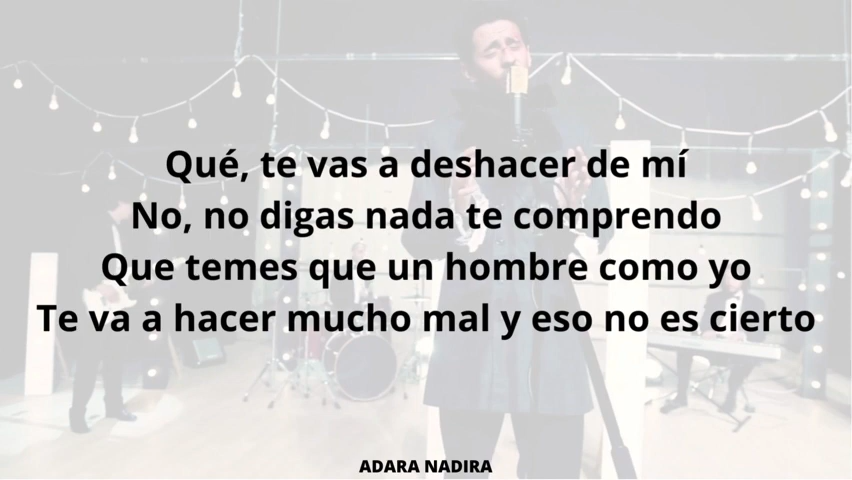 Qué, te vas a deshacer de mí
No, no digas nada te comprendo
Que temes que un hombre como yo
Te va a hacer mucho mal y eso no es cierto
ADARA NADIRA